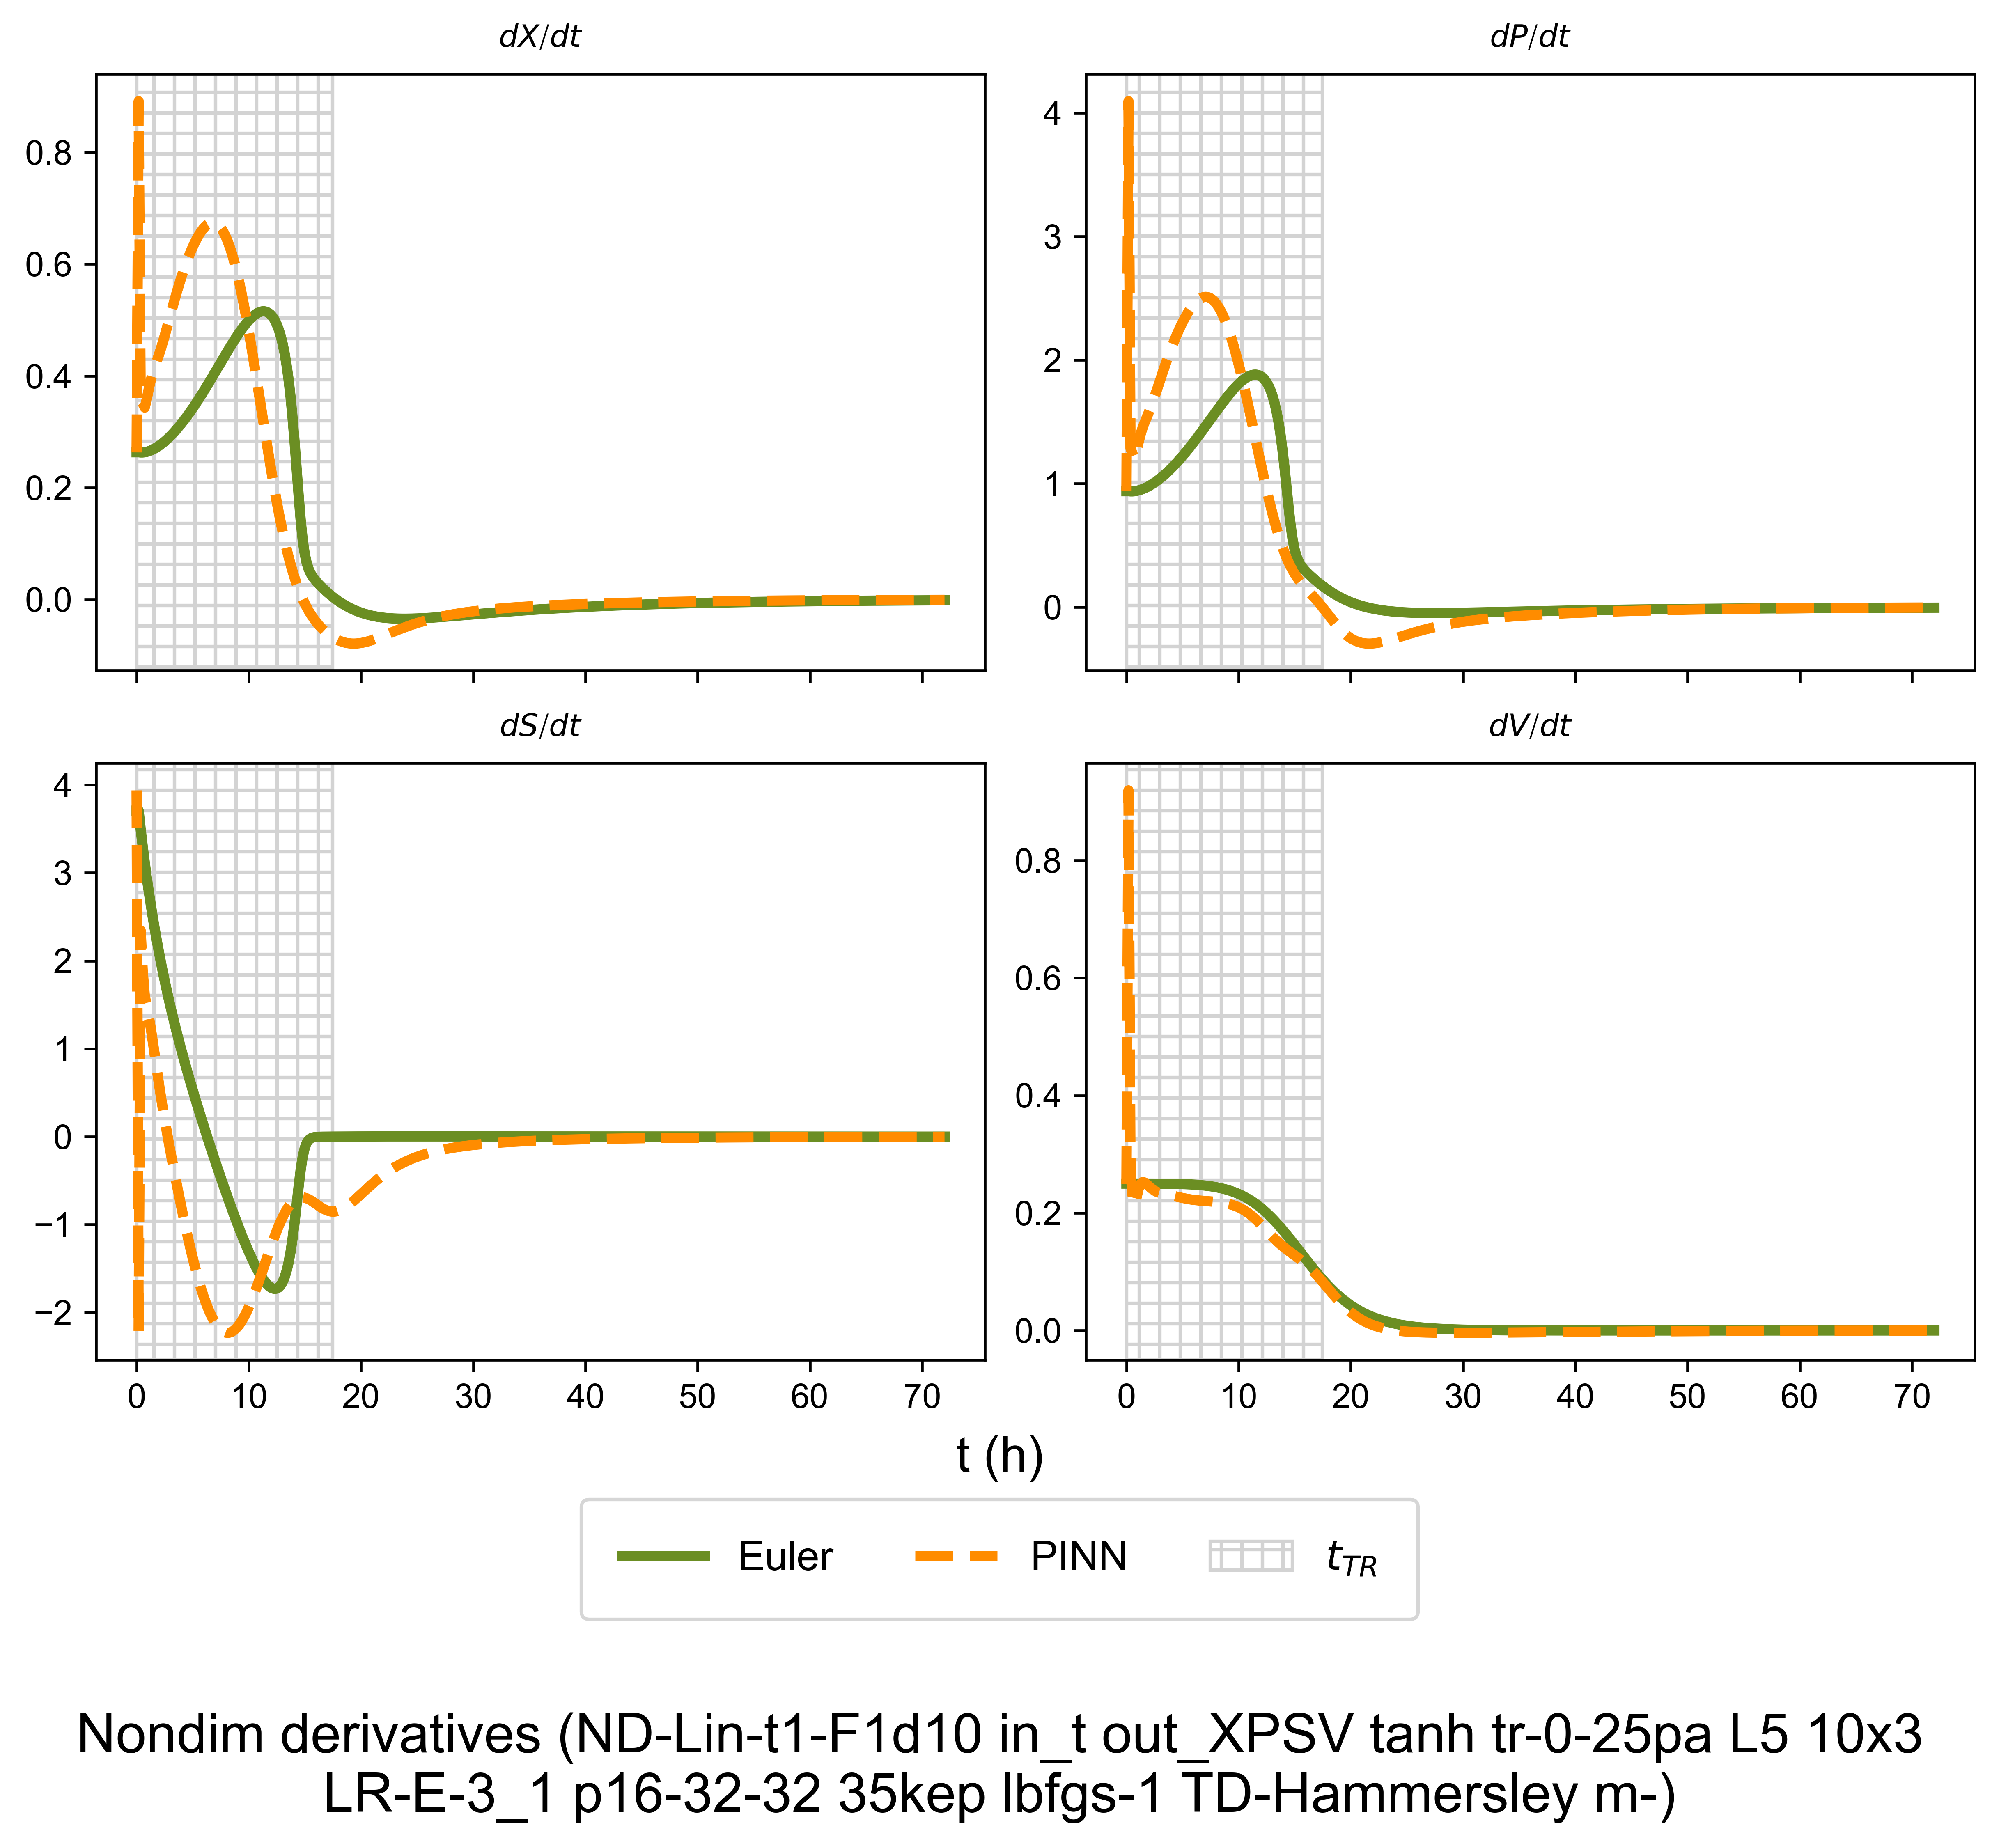 dX/dt
dP/dt
0.8
0.6
0.4
0.2
0.0
4
3
2
1
0
dS/dt
dV/dt
4
3
2
1
0
−1
−2
0.8
0.6
0.4
0.2
0.0
0 10 20 30 40 50 60 70
0 10 20 30 40 50 60 70
t (h)
Euler PINN t_TR
Nondim derivatives (ND-Lin-t1-F1d10 in_t out_XPSV tanh tr-0-25pa L5 10x3
LR-E-3_1 p16-32-32 35kep lbfgs-1 TD-Hammersley m-)